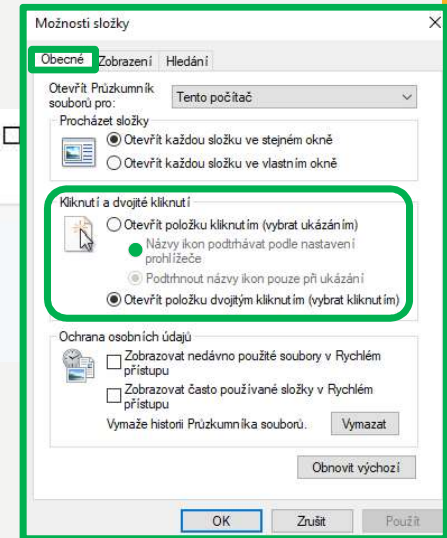 Možnosti složky
Obecné Zobrazení Hledání
Otevřít Průzkumník
souborů pro:
Tento počítač
Procházet složky
Otevřít každou složku ve stejném okně
Otevřít každou složku ve vlastním okně
Kliknutí a dvojité kliknutí
Otevřít položku kliknutím (vybrat ukázáním)
Názvy ikon podtrhávat podle nastavení
prohlížeče
Podtrhnout názvy ikon pouze při ukázání
Otevřít položku dvojitým kliknutím (vybrat kliknutím)
Ochrana osobních údajů
Zobrazovat nedávno použité soubory v Rychlém
přístupu
Zobrazovat často používané složky v Rychlém
přístupu
Vymaže historii Průzkumníka souborů.
Vymazat
Obnovit výchozí
OK
Zrušit
Použít